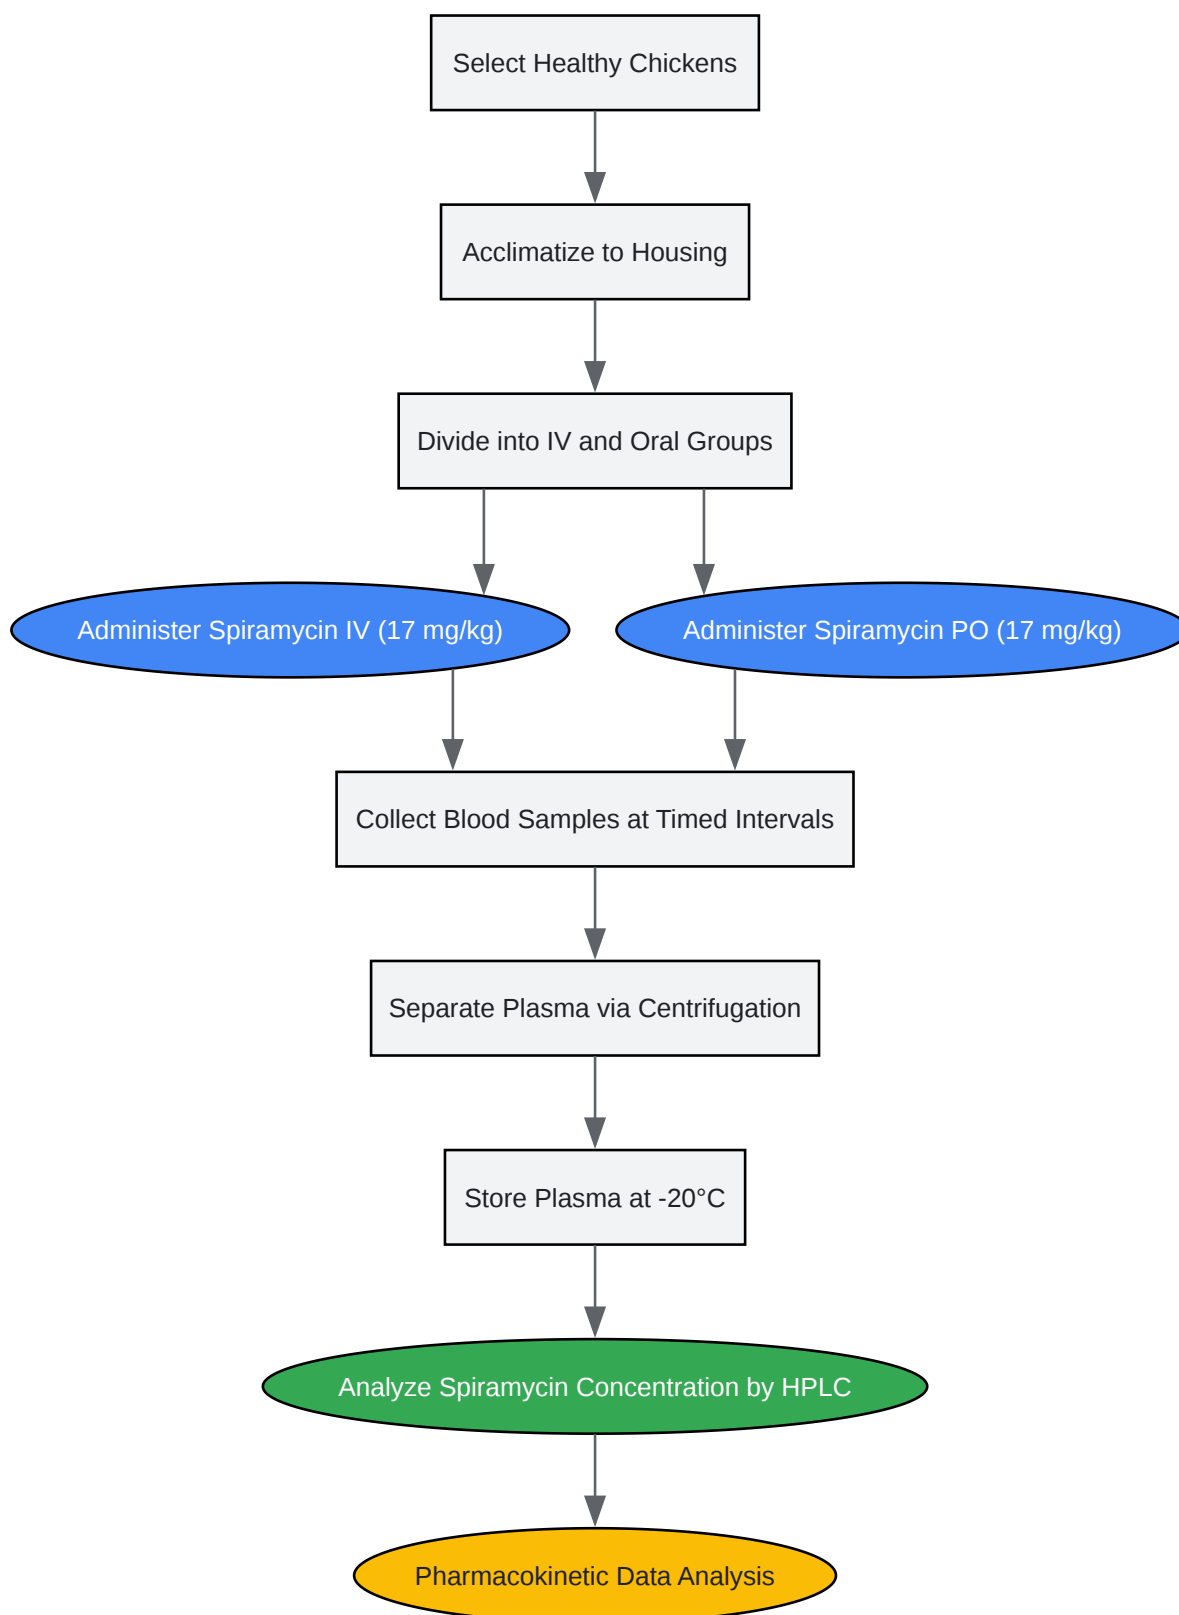 Select Healthy Chickens
Acclimatize to Housing
Divide into IV and Oral Groups
Administer Spiramycin IV (17 mg/kg)
Administer Spiramycin PO (17 mg/kg)
Collect Blood Samples at Timed Intervals
Separate Plasma via Centrifugation
Store Plasma at -20°C
Analyze Spiramycin Concentration by HPLC
Pharmacokinetic Data Analysis